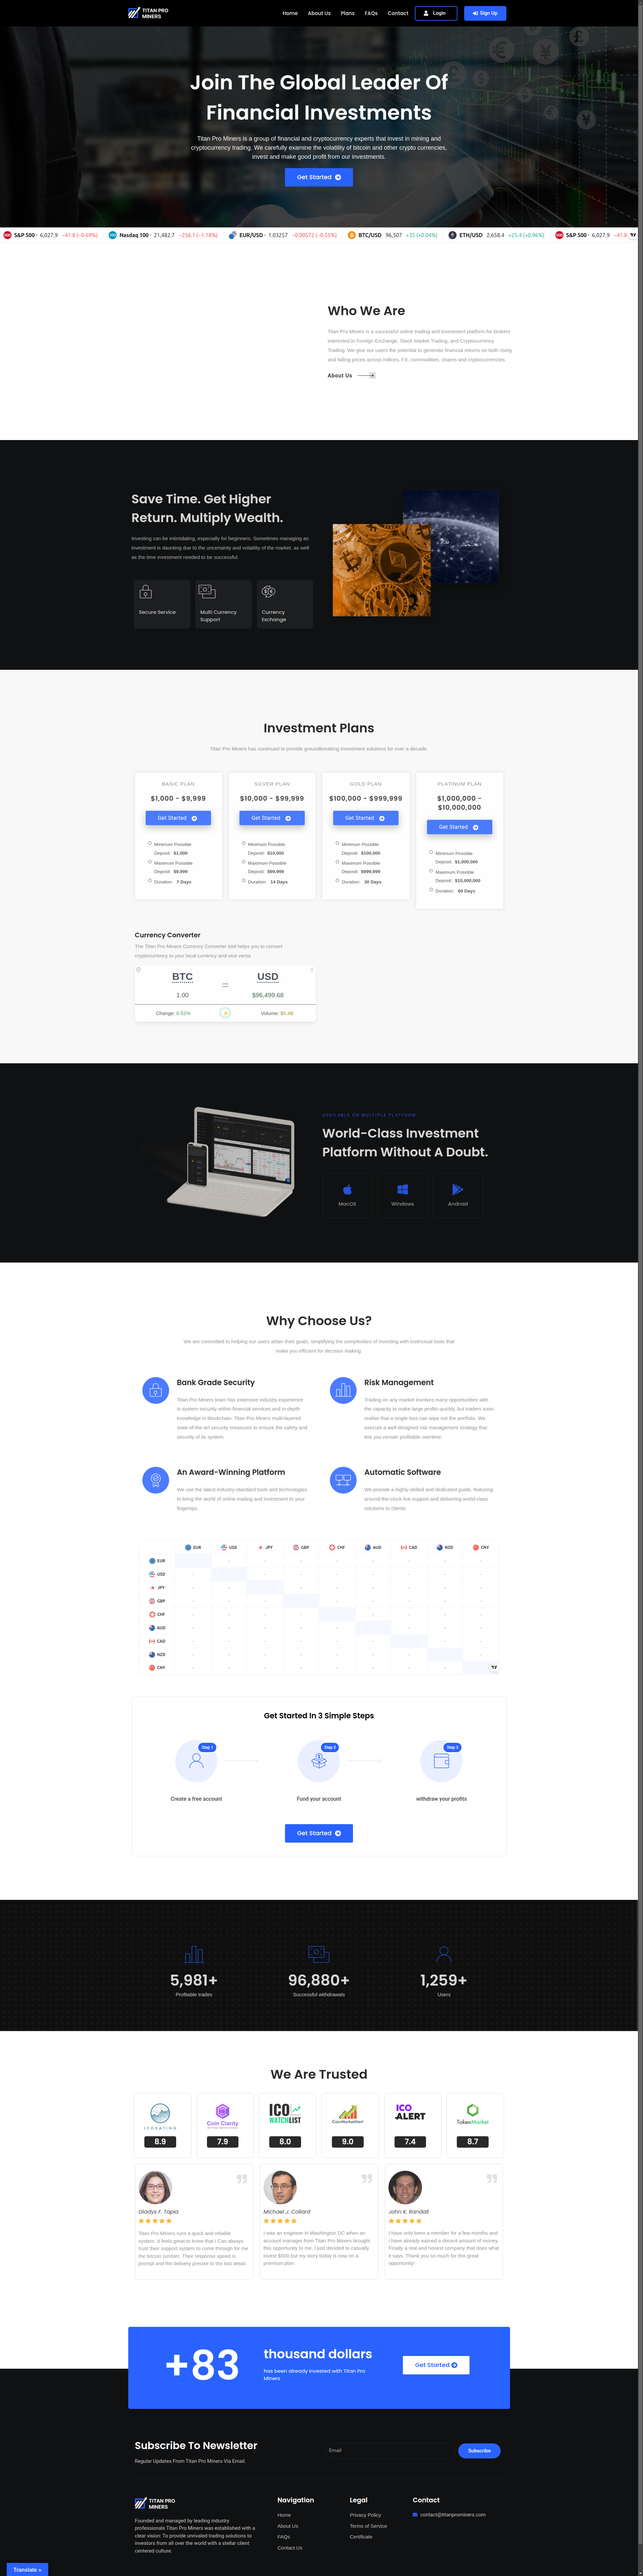 TITAN PRO
MINERS
Home
About Us
Plans
FAQs
Contact
Login
Sign Up
Join The Global Leader Of
Financial Investments
Titan Pro Miners is a group of financial and cryptocurrency experts that invest in mining and
cryptocurrency trading. We carefully examine the volatility of bitcoin and other crypto currencies,
invest and make good profit from our investments.
Get Started
S&P 500 6,027.9 −41.8 (−0.69%) Nasdaq 100 21,482.7 −256.1 (−1.18%) EUR/USD 1.03257 −0.00572 (−0.55%) BTC/USD 96,507 +35 (+0.04%) ETH/USD 2,658.4 +25.4 (+0.96%) S&P 500 6,027.9 −41.8
Who We Are
Titan Pro Miners is a successful online trading and investment platform for brokers
interested in Foreign Exchange, Stock Market Trading, and Cryptocurrency
Trading. We give our users the potential to generate financial returns on both rising
and falling prices across indices, FX, commodities, shares and cryptocurrencies.
About Us
Save Time. Get Higher
Return. Multiply Wealth.
Investing can be intimidating, especially for beginners. Sometimes managing an
investment is daunting due to the uncertainty and volatility of the market, as well
as the time investment needed to be successful.
Secure Service
Multi Currency
Support
Currency
Exchange
Investment Plans
Titan Pro Miners has continued to provide groundbreaking investment solutions for over a decade.
BASIC PLAN
$1,000 - $9,999
Get Started
Minimum Possible
Deposit: $1,000
Maximum Possible
Deposit: $9,999
Duration: 7 Days
SILVER PLAN
$10,000 - $99,999
Get Started
Minimum Possible
Deposit: $10,000
Maximum Possible
Deposit: $99,999
Duration: 14 Days
GOLD PLAN
$100,000 - $999,999
Get Started
Minimum Possible
Deposit: $100,000
Maximum Possible
Deposit: $999,999
Duration: 30 Days
PLATINUM PLAN
$1,000,000 -
$10,000,000
Get Started
Minimum Possible
Deposit: $1,000,000
Maximum Possible
Deposit: $10,000,000
Duration: 60 Days
Currency Converter
The Titan Pro Miners Currency Converter tool helps you to convert
cryptocurrency to your local currency and vice versa
BTC = USD
1.00 $96,499.68
Change: 0.52% Volume: $5.4B
AVAILABLE ON MULTIPLE PLATFORM
World-Class Investment
Platform Without A Doubt.
MacOS
Windows
Android
Why Choose Us?
We are committed to helping our users attain their goals, simplifying the complexities of investing with instinctual tools that
make you efficient for decision making.
Bank Grade Security
Titan Pro Miners team has extensive industry experience
in system security within financial services and in-depth
knowledge in blockchain. Titan Pro Miners multi-layered
state-of-the-art security measures to ensure the safety and
security of its system.
Risk Management
Trading on any market involves many opportunities with
the capacity to make large profits quickly, but traders soon
realise that a single loss can wipe out the portfolio. We
execute a well-designed risk management strategy that
lets you remain profitable overtime.
An Award-Winning Platform
We use the latest industry-standard tools and technologies
to bring the world of online trading and investment to your
fingertips.
Automatic Software
We provide a highly skilled and dedicated guide, featuring
around-the-clock live support and delivering world-class
solutions to clients.
EUR USD JPY GBP CHF AUD CAD NZD CNY
EUR
USD
JPY
GBP
CHF
AUD
CAD
NZD
CNY
Get Started In 3 Simple Steps
Step 1
Create a free account
Step 2
Fund your account
Step 3
withdraw your profits
Get Started
5,981+
Profitable trades
96,880+
Successful withdrawals
1,259+
Users
We Are Trusted
ICORATING
8.9
Coin Clarity
7.9
ICO
WATCHLIST
8.0
CoinMarketAlert
9.0
ICO
ALERT
7.4
TokenMarket
8.7
Gladys F. Tapia
Titan Pro Miners runs a quick and reliable
system. It feels great to know that I Can always
trust their support system to come through for me
the bitcoin tumbler. Their response speed is
prompt and the delivery precise to the last detail.
Michael J. Collard
I was an engineer in Washington DC when an
account manager from Titan Pro Miners brought
this opportunity to me. I just decided to casually
invest $500 but my story today is now on a
premium plan.
John K. Randall
I have only been a member for a few months and
I have already earned a decent amount of money.
Finally a real and honest company that does what
it says. Thank you so much for this great
opportunity!
+83
thousand dollars
has been already invested with Titan Pro
Miners
Get Started
Subscribe To Newsletter
Regular Updates From Titan Pro Miners Via Email.
Email
Subscribe
TITAN PRO
MINERS
Founded and managed by leading industry
professionals Titan Pro Miners was established with a
clear vision: To provide unrivaled trading solutions to
investors from all over the world with a stellar client
centered culture.
Navigation
Home
About Us
FAQs
Contact Us
Legal
Privacy Policy
Terms of Service
Certificate
Contact
contact@titanprominers.com
Translate »